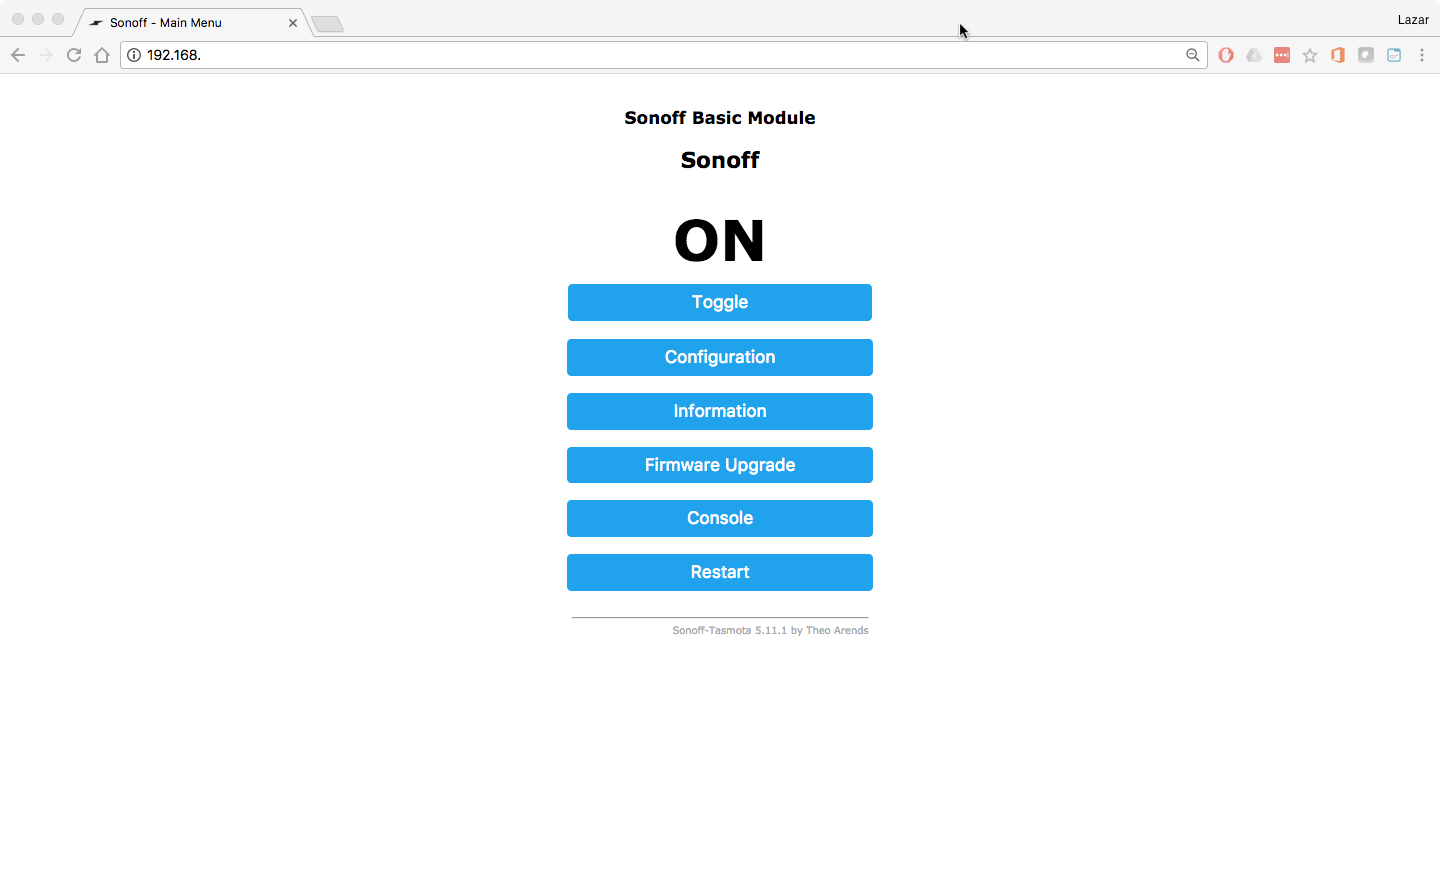 Sonoff - Main Menu
Lazar
192.168.
Sonoff Basic Module
Sonoff
ON
Toggle
Configuration
Information
Firmware Upgrade
Console
Restart
Sonoff-Tasmota 5.11.1 by Theo Arends